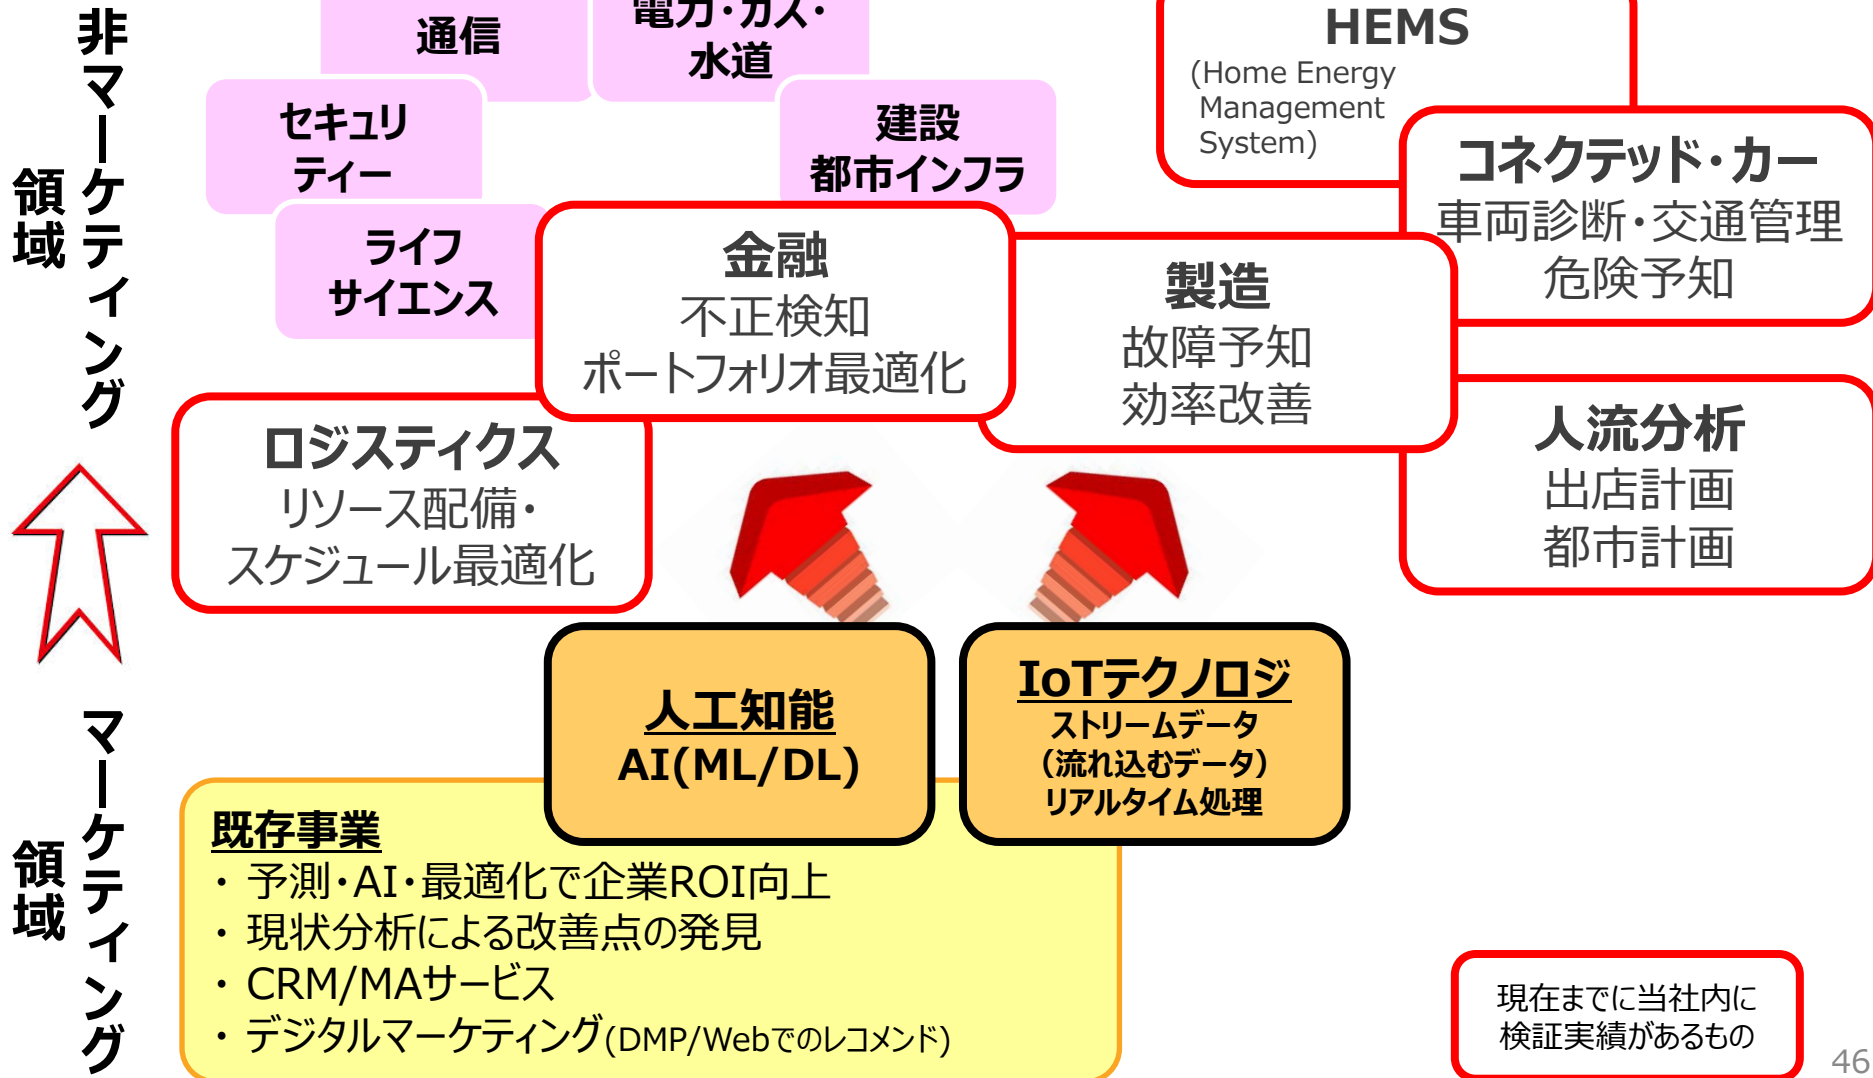 非マーケティング
領域
通信
電力・ガス・
水道
セキュリ
ティー
建設
都市インフラ
ライフ
サイエンス
HEMS
(Home Energy
Management
System)
コネクテッド・カー
車両診断・交通管理
危険予知
金融
不正検知
ポートフォリオ最適化
製造
故障予知
効率改善
ロジスティクス
リソース配備・
スケジュール最適化
人流分析
出店計画
都市計画
人工知能
AI(ML/DL)
IoTテクノロジ
ストリームデータ
（流れ込むデータ）
リアルタイム処理
マーケティング
領域
既存事業
・予測・AI・最適化で企業ROI向上
・現状分析による改善点の発見
・CRM/MAサービス
・デジタルマーケティング(DMP/Webでのレコメンド)
現在までに当社内に
検証実績があるもの
46